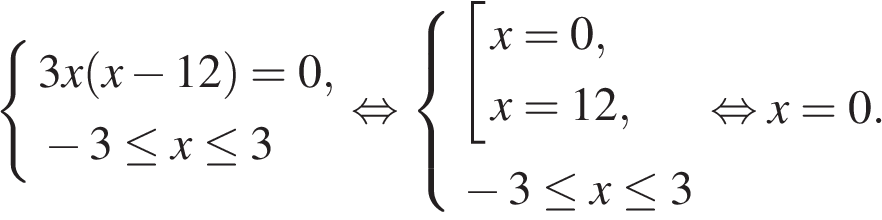 { 3x(x − 12) = 0, − 3 ≤ x ≤ 3 ⇔ { [ x = 0, x = 12, − 3 ≤ x ≤ 3 ⇔ x = 0.